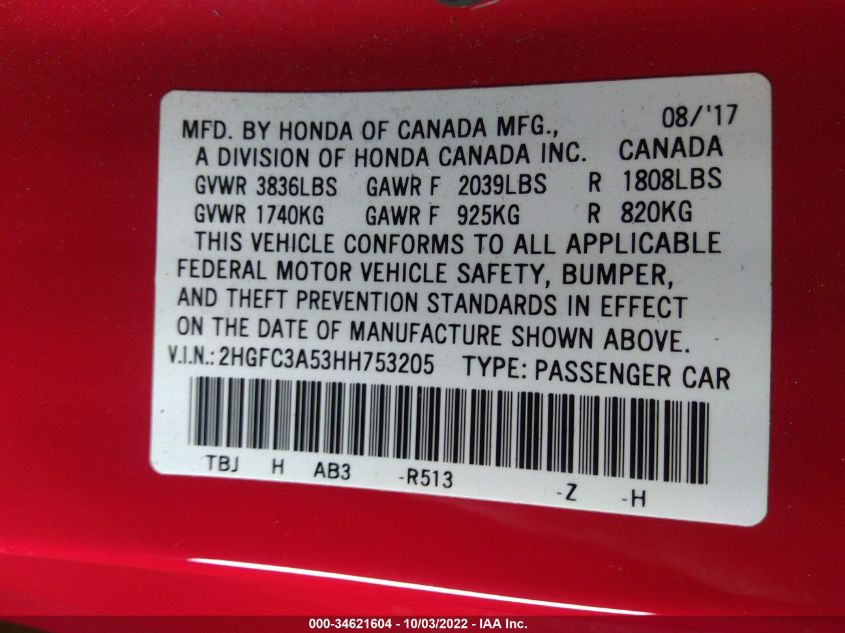 MFD. BY HONDA OF CANADA MFG., 08/'17
A DIVISION OF HONDA CANADA INC. CANADA
GVWR 3836LBS GAWR F 2039LBS R 1808LBS
GVWR 1740KG GAWR F 925KG R 820KG
THIS VEHICLE CONFORMS TO ALL APPLICABLE
FEDERAL MOTOR VEHICLE SAFETY, BUMPER,
AND THEFT PREVENTION STANDARDS IN EFFECT
ON THE DATE OF MANUFACTURE SHOWN ABOVE.
V.I.N.: 2HGFC3A53HH753205 TYPE: PASSENGER CAR
TBJ H AB3 -R513 -Z -H
000-34621604 - 10/03/2022 - IAA Inc.